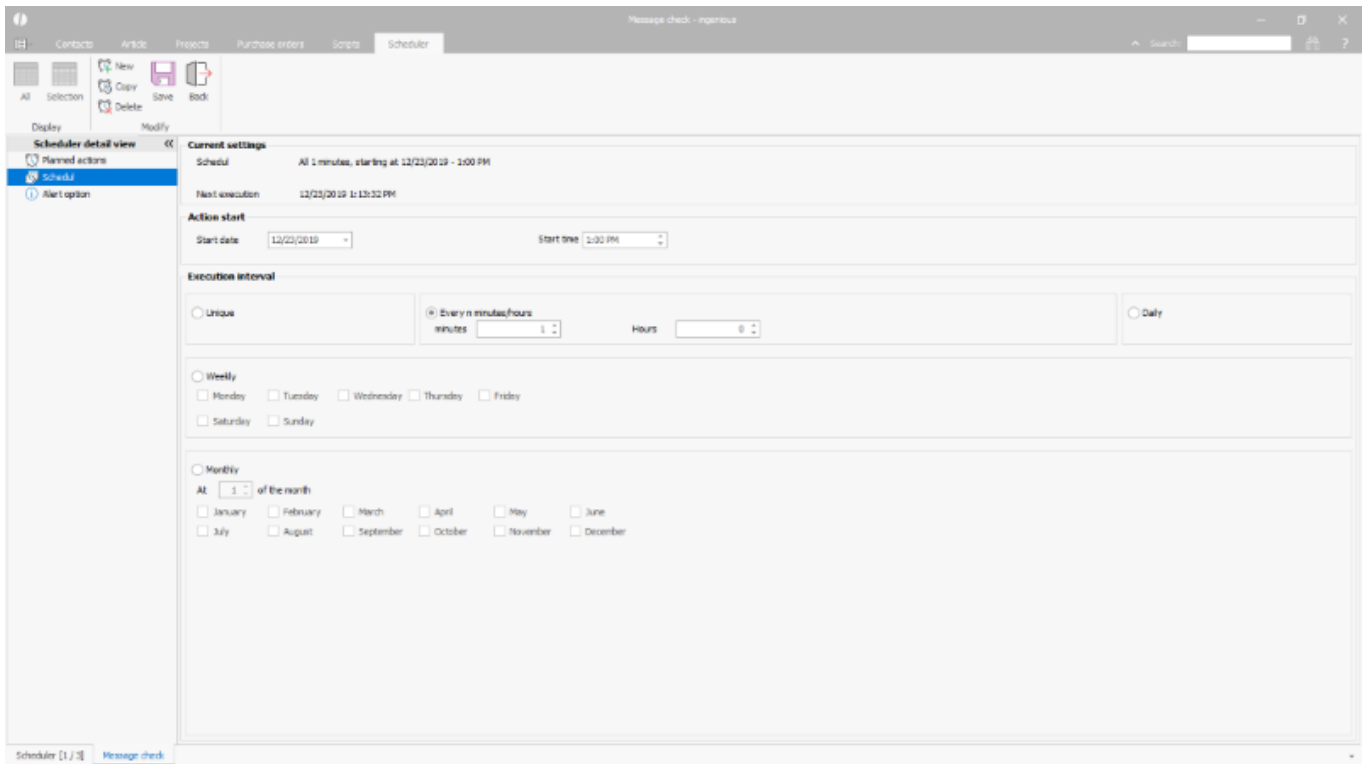 Message check - ingenious
Contacts Article Projects Purchase orders Scripts Scheduler
Search:
?
New
Copy
Delete
All Selection Save Back
Display Modify
Scheduler detail view «
Planned actions
Schedul
Alert option
Current settings
Schedul All 1 minutes, starting at 12/23/2019 - 1:00 PM
Next execution 12/23/2019 1:13:32 PM
Action start
Start date 12/23/2019 Start time 1:00 PM
Execution interval
Unique Every n minutes/hours Daily
minutes 1 Hours 0
Weekly
Monday Tuesday Wednesday Thursday Friday
Saturday Sunday
Monthly
At 1 of the month
January February March April May June
July August September October November December
Scheduler [1 / 3] Message check